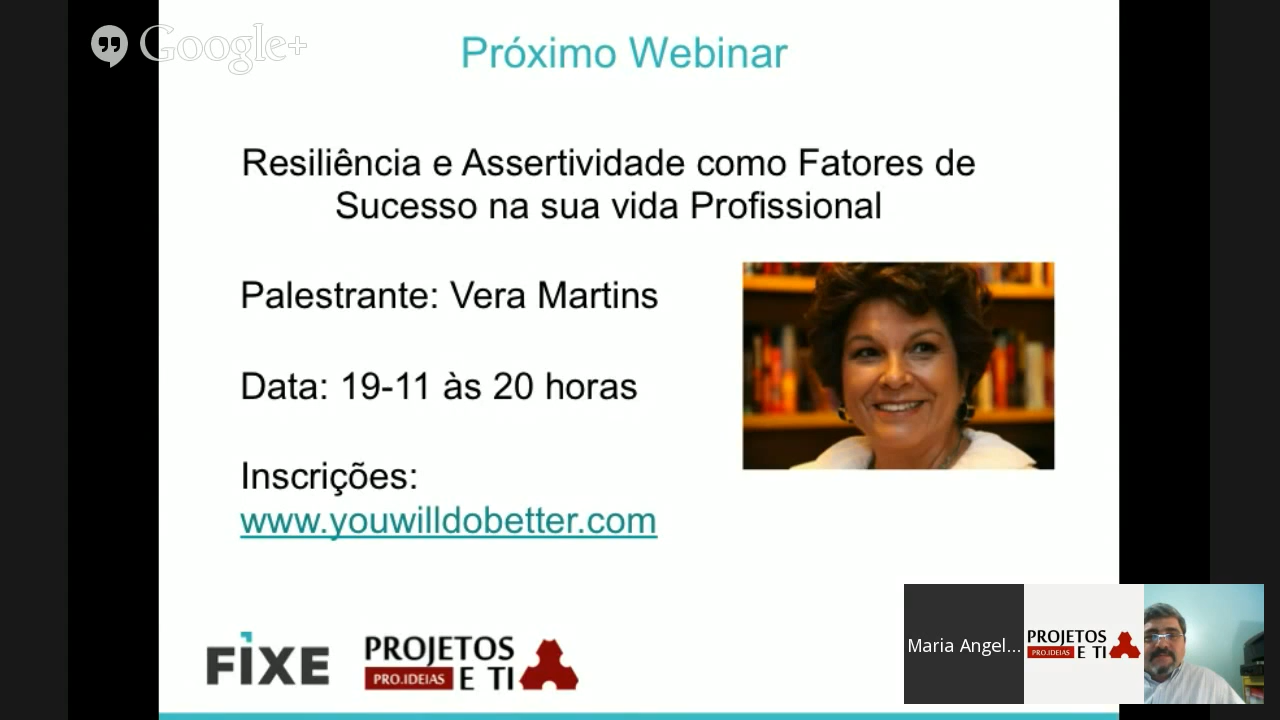 Google+
Próximo Webinar
Resiliência e Assertividade como Fatores de
Sucesso na sua vida Profissional
Palestrante: Vera Martins
Data: 19-11 às 20 horas
Inscrições:
www.youwilldobetter.com
FIXE
PROJETOS
PRO.IDEIAS E TI
Maria Angel...
PROJETOS
PRO.IDEIAS E TI